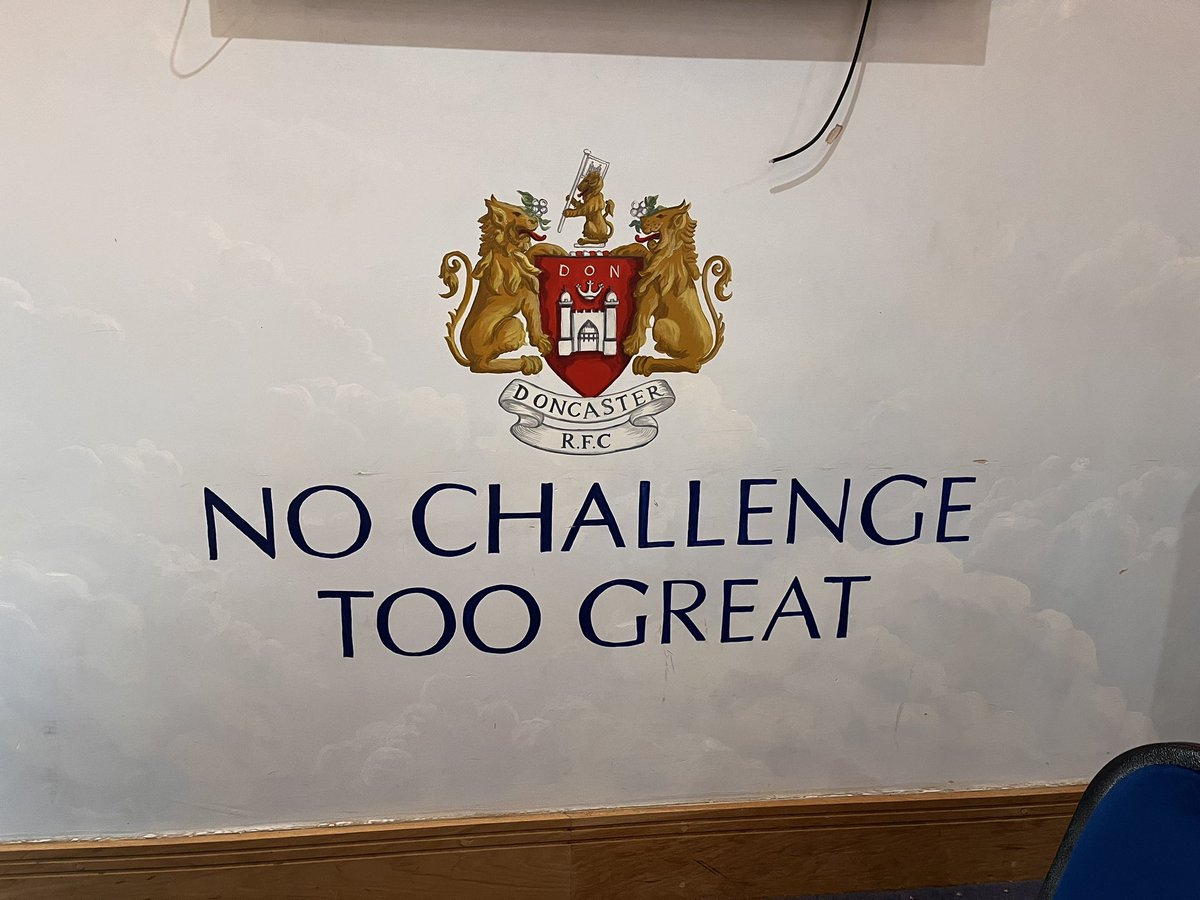 DON
DONCASTER
R.F.C
NO CHALLENGE
TOO GREAT